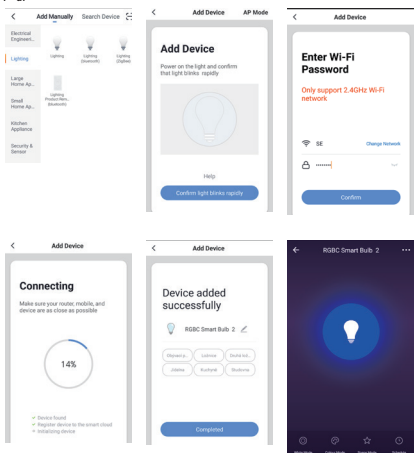 Add Manually Search Device
Electrical
Engineeri...
Lighting
Large
Home Ap...
Small
Home Ap...
Kitchen
Appliance
Security &
Sensor
Lighting
Lighting
(bluetooth)
Lighting
(ZigBee)
Lighting
(bluetooth)
Add Device AP Mode
Add Device
Power on the light and confirm
that light blinks rapidly
Help
Confirm light blinks rapidly
Add Device
Enter Wi-Fi
Password
Only support 2.4GHz Wi-Fi
network
SE Change Network
Confirm
Add Device
Connecting
Make sure your router, mobile, and
device are as close as possible
14%
Device found
Register device to the smart cloud
Initializing device
Add Device
Device added
successfully
RGBC Smart Bulb 2
Completed
RGBC Smart Bulb 2